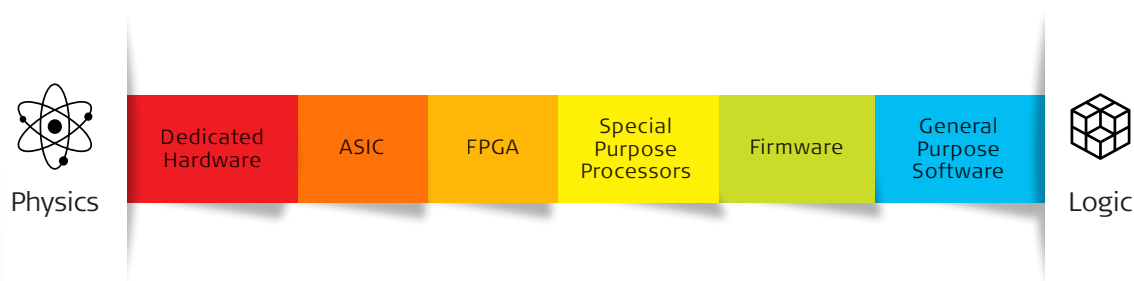 Physics
Dedicated
Hardware
ASIC
FPGA
Special
Purpose
Processors
Firmware
General
Purpose
Software
Logic